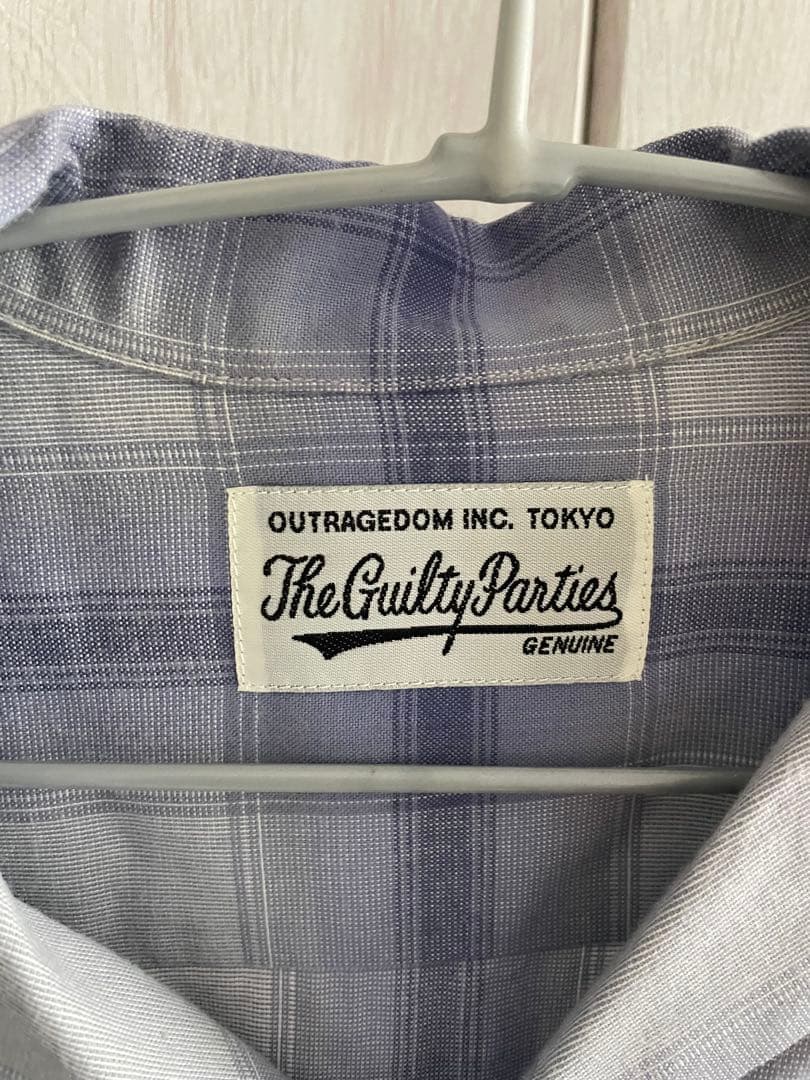 OUTRAGEDOM INC. TOKYO
The Guilty Parties
GENUINE